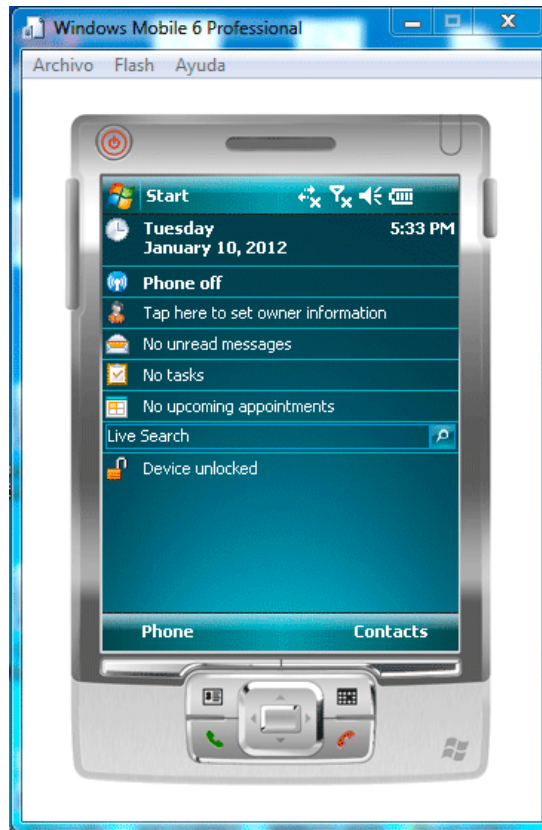 Windows Mobile 6 Professional
Archivo Flash Ayuda
Start
Tuesday 5:33 PM
January 10, 2012
Phone off
Tap here to set owner information
No unread messages
No tasks
No upcoming appointments
Live Search
Device unlocked
Phone Contacts